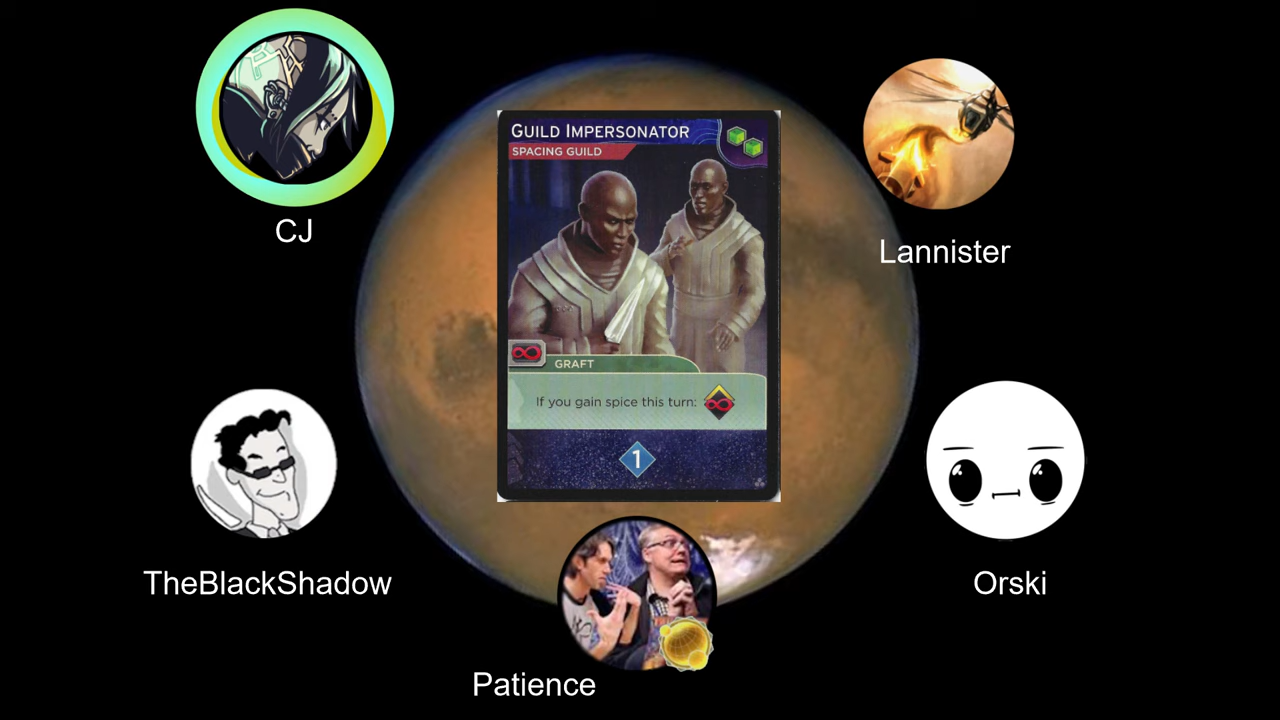 CJ
GUILD IMPERSONATOR
SPACING GUILD
Lannister
GRAFT
If you gain spice this turn:
1
TheBlackShadow
Orski
Patience